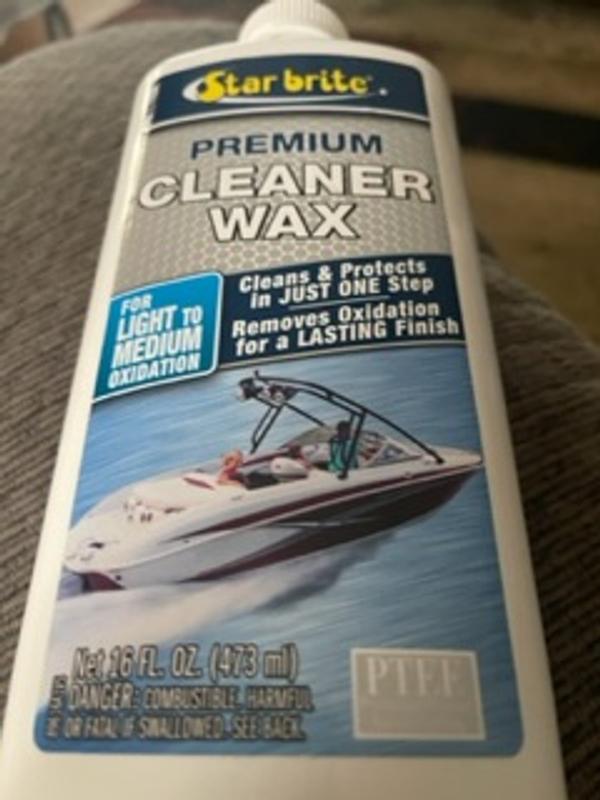 Star brite
PREMIUM
CLEANER
WAX
FOR
LIGHT TO
MEDIUM
OXIDATION
Cleans & Protects
in JUST ONE Step
Removes Oxidation
for a LASTING Finish
Net 16 FL. OZ. (473 ml)
DANGER: COMBUSTIBLE. HARMFUL
OR FATAL IF SWALLOWED. SEE BACK.
PTEF